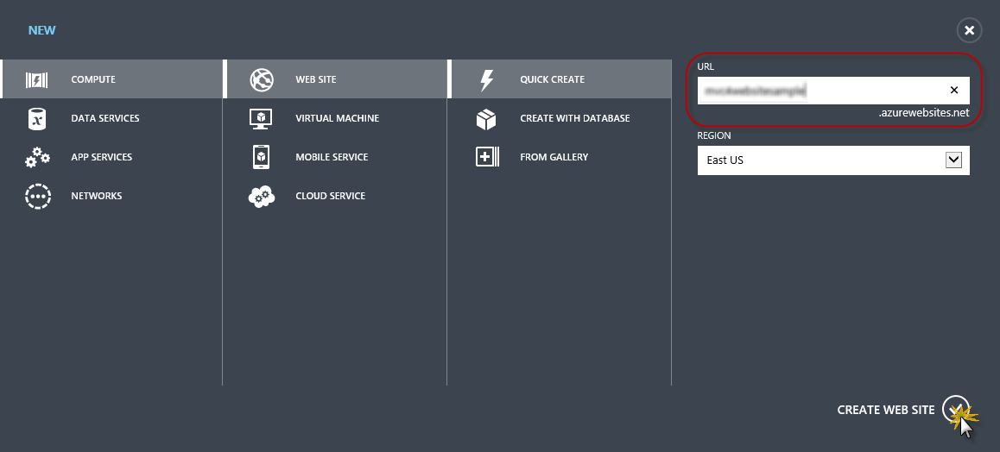 NEW
COMPUTE
DATA SERVICES
APP SERVICES
NETWORKS
WEB SITE
VIRTUAL MACHINE
MOBILE SERVICE
CLOUD SERVICE
QUICK CREATE
CREATE WITH DATABASE
FROM GALLERY
URL
.azurewebsites.net
REGION
East US
CREATE WEB SITE